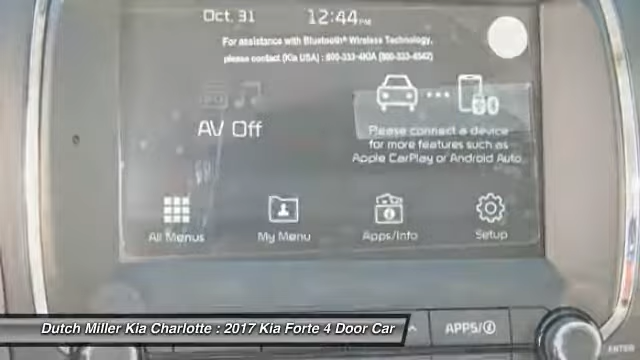 Oct. 31 12:44PM
For assistance with Bluetooth® Wireless Technology,
please contact (Kia USA) : 800-333-4KIA (800-333-4542)
AV Off
Please connect a device
for more features such as
Apple CarPlay or Android Auto.
All Menus My Menu Apps/Info Setup
Dutch Miller Kia Charlotte : 2017 Kia Forte 4 Door Car
APPS/i
ENTER